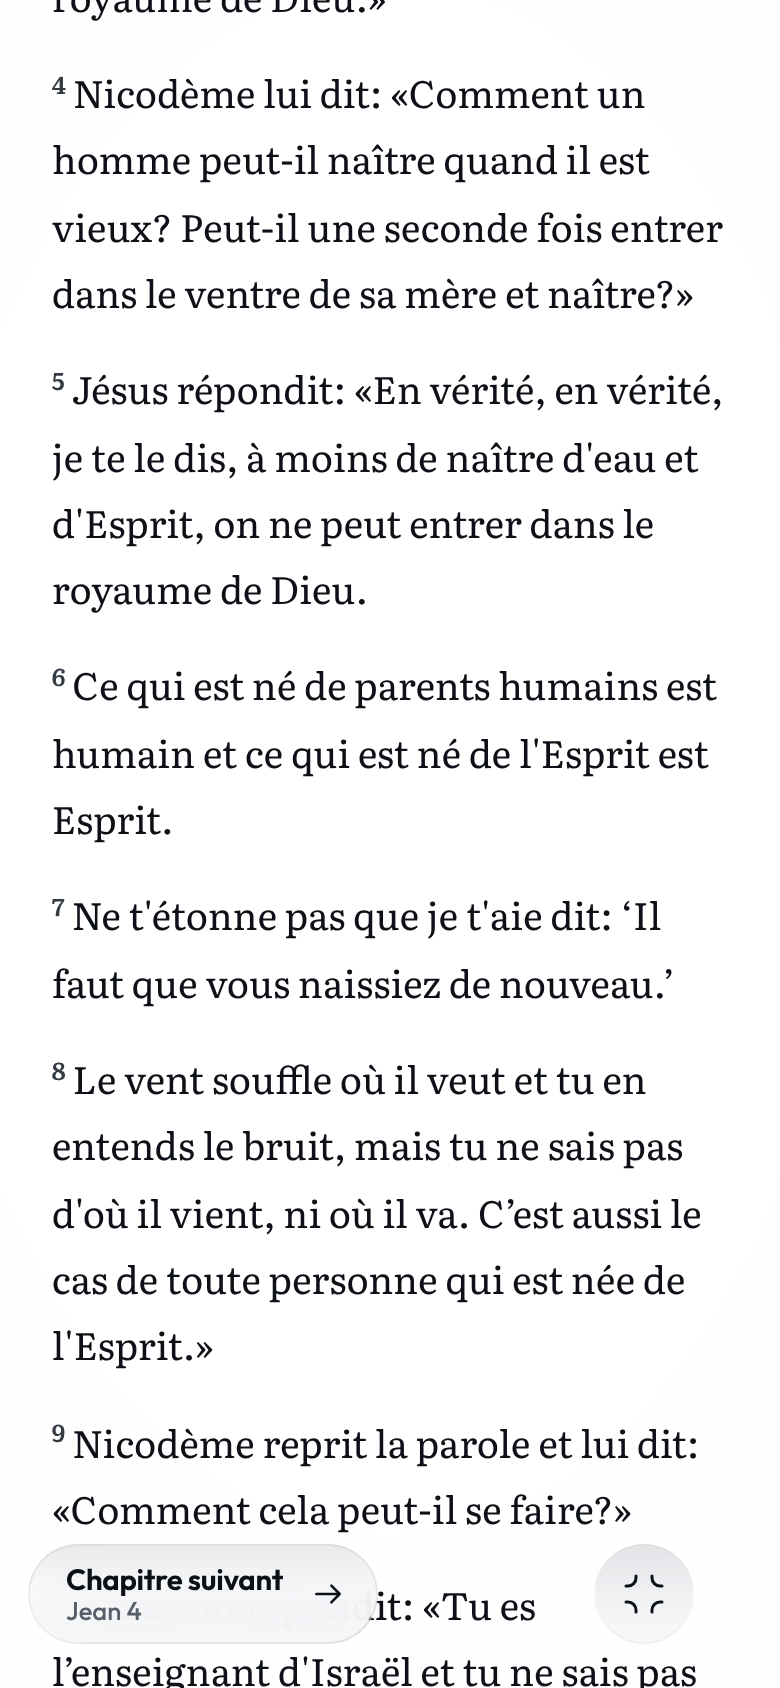 royaume de Dieu.»
4 Nicodème lui dit: «Comment un
homme peut-il naître quand il est
vieux? Peut-il une seconde fois entrer
dans le ventre de sa mère et naître?»
5 Jésus répondit: «En vérité, en vérité,
je te le dis, à moins de naître d'eau et
d'Esprit, on ne peut entrer dans le
royaume de Dieu.
6 Ce qui est né de parents humains est
humain et ce qui est né de l'Esprit est
Esprit.
7 Ne t'étonne pas que je t'aie dit: ‘Il
faut que vous naissiez de nouveau.’
8 Le vent souffle où il veut et tu en
entends le bruit, mais tu ne sais pas
d'où il vient, ni où il va. C’est aussi le
cas de toute personne qui est née de
l'Esprit.»
9 Nicodème reprit la parole et lui dit:
«Comment cela peut-il se faire?»
Chapitre suivant
Jean 4
it: «Tu es
l’enseignant d'Israël et tu ne sais pas